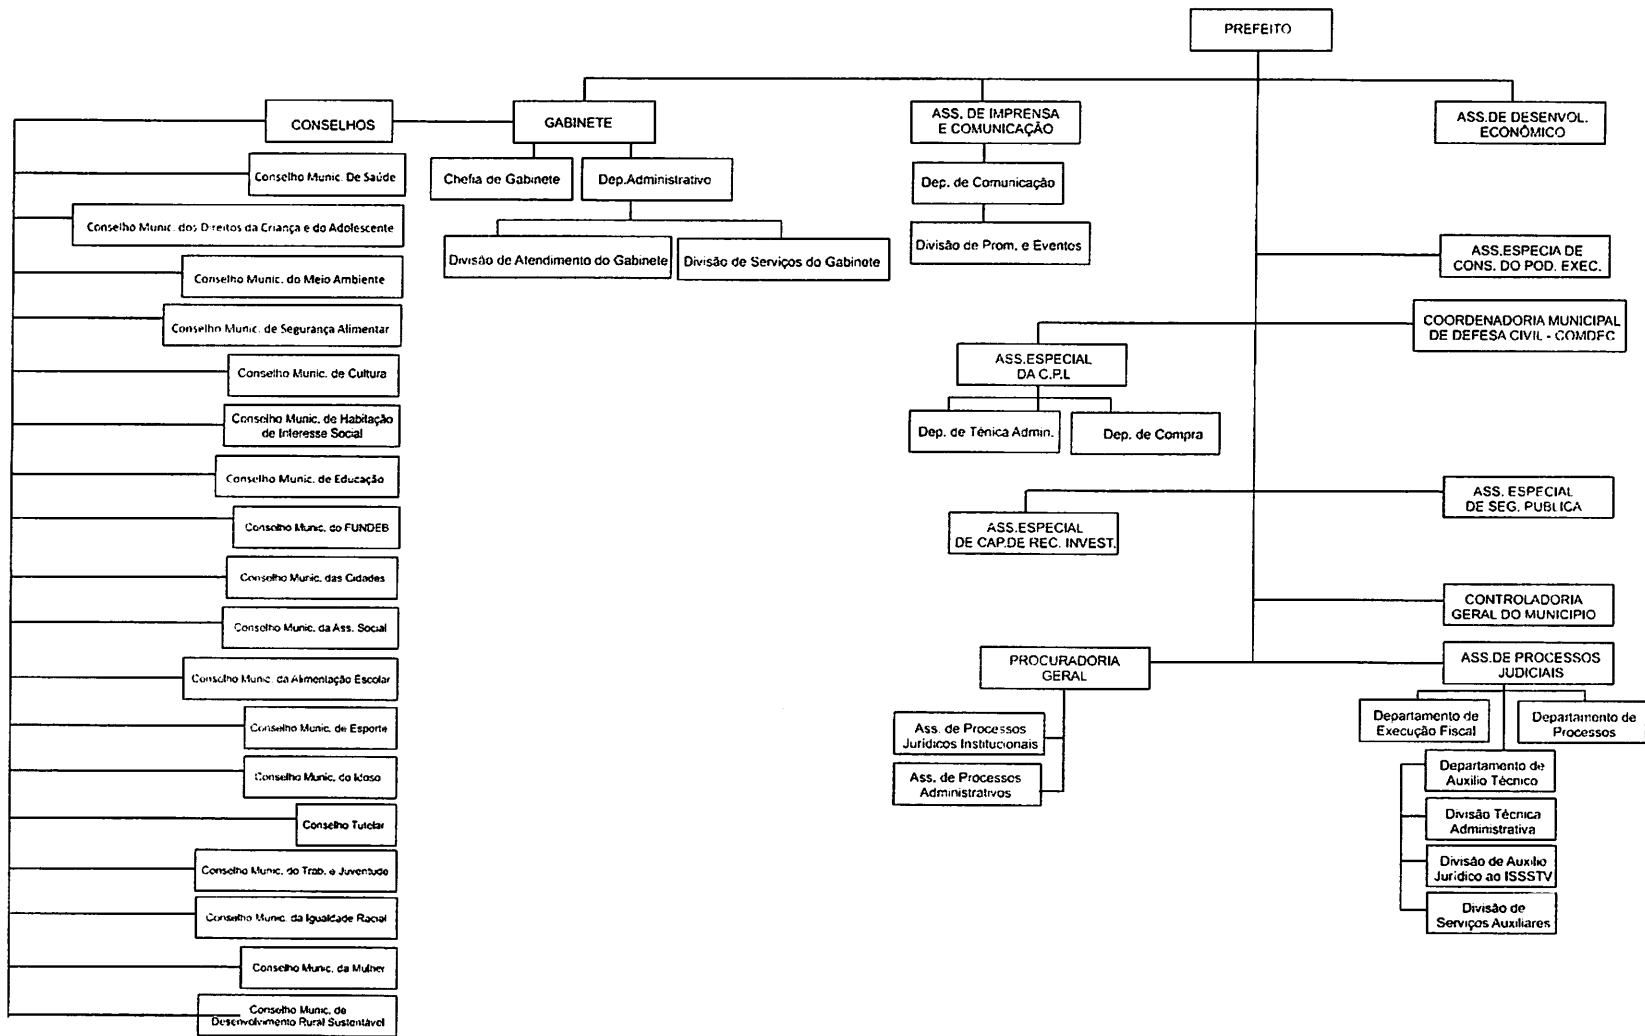 PREFEITO
CONSELHOS
GABINETE
ASS. DE IMPRENSA
E COMUNICAÇÃO
ASS.DE DESENVOL.
ECONÔMICO
Conselho Munic. De Saúde
Chefia de Gabinete
Dep.Administrativo
Dep. de Comunicação
Conselho Munic. dos Direitos da Criança e do Adolescente
Divisão de Atendimento do Gabinete
Divisão de Serviços do Gabinete
Divisão de Prom. e Eventos
ASS.ESPECIA DE
CONS. DO POD. EXEC.
Conselho Munic. do Meio Ambiente
Conselho Munic. de Segurança Alimentar
COORDENADORIA MUNICIPAL
DE DEFESA CIVIL - COMDEC
Conselho Munic. de Cultura
ASS.ESPECIAL
DA C.P.L
Conselho Munic. de Habitação
de Interesse Social
Dep. de Ténica Admin.
Dep. de Compra
Conselho Munic. de Educação
ASS. ESPECIAL
DE SEG. PUBLICA
Conselho Munic. do FUNDEB
ASS.ESPECIAL
DE CAP.DE REC. INVEST.
Conselho Munic. das Cidades
CONTROLADORIA
GERAL DO MUNICIPIO
Conselho Munic. da Ass. Social
Conselho Munic. da Alimentação Escolar
PROCURADORIA
GERAL
ASS.DE PROCESSOS
JUDICIAIS
Conselho Munic. de Esporte
Ass. de Processos
Jurídicos Institucionais
Departamento de
Execução Fiscal
Departamento de
Processos
Conselho Munic. do Idoso
Ass. de Processos
Administrativos
Departamento de
Auxilio Técnico
Conselho Tutelar
Divisão Técnica
Administrativa
Conselho Munic. do Trab. e Juventude
Divisão de Auxilio
Jurídico ao ISSSTV
Conselho Munic. da Igualdade Racial
Divisão de
Serviços Auxiliares
Conselho Munic. da Mulher
Conselho Munic. de
Desenvolvimento Rural Sustentável